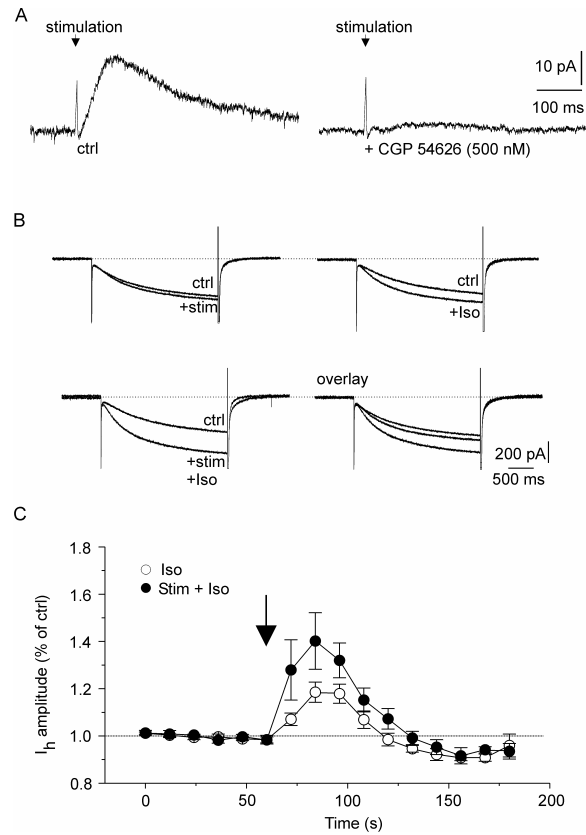 A
stimulation
stimulation
10 pA
100 ms
ctrl
+ CGP 54626 (500 nM)
B
ctrl
+stim
ctrl
+Iso
overlay
ctrl
+stim
+Iso
200 pA
500 ms
C
Iso
Stim + Iso
Ih amplitude (% of ctrl)
1.8
1.6
1.4
1.2
1.0
0.8
0 50 100 150 200
Time (s)